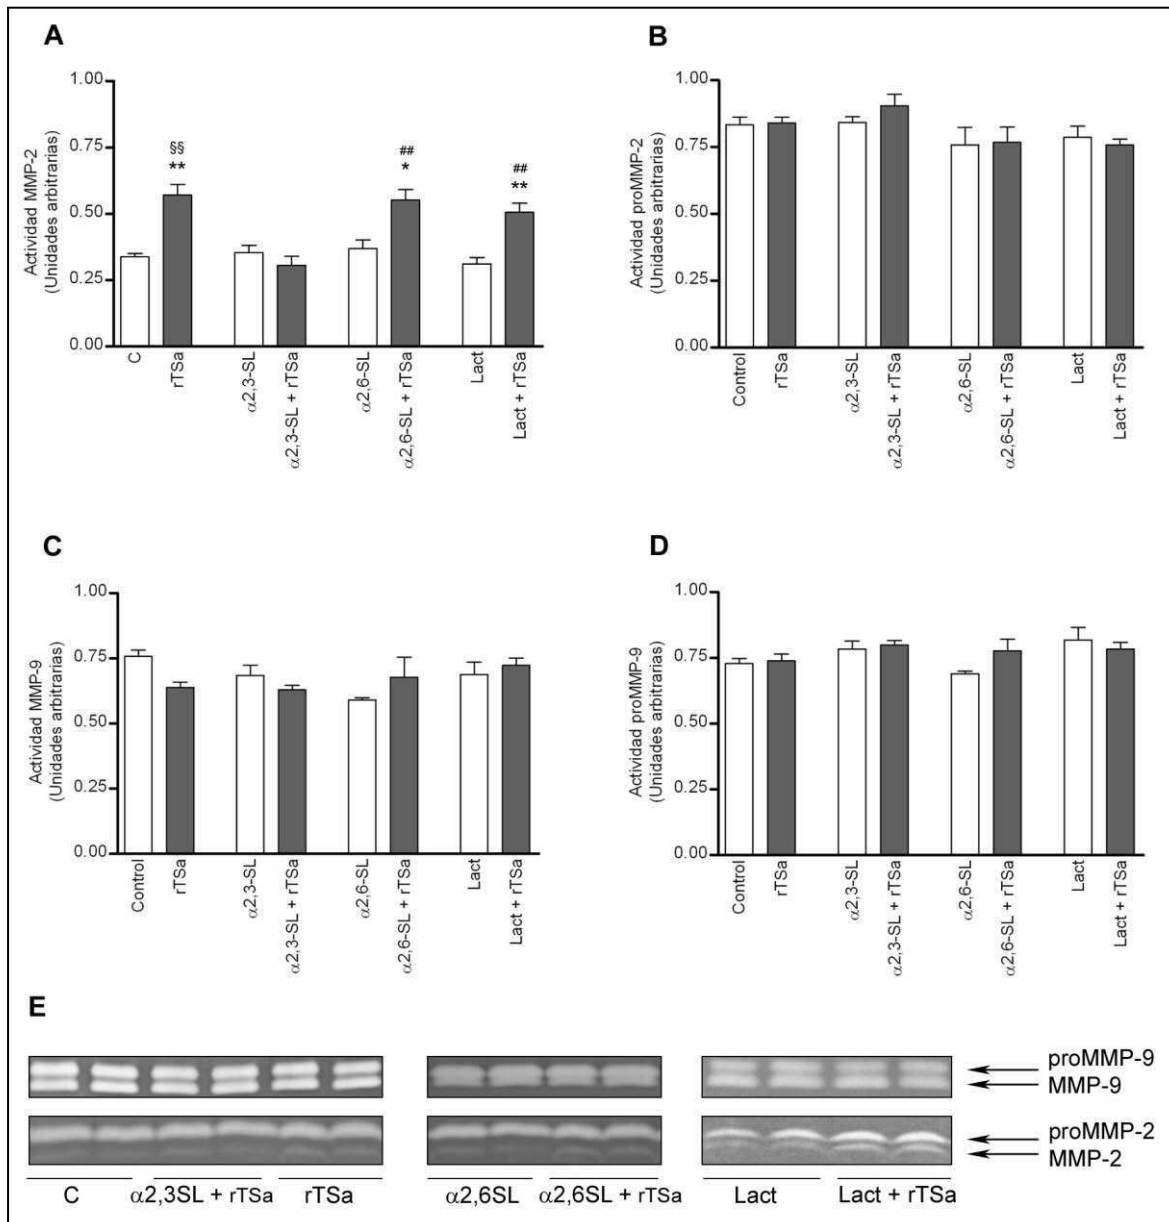 A
Actividad MMP-2
(Unidades arbitrarias)
1.00
0.75
0.50
0.25
0.00
§§
**
##
*
##
**
C
rTSa
α2,3-SL
α2,3-SL + rTSa
α2,6-SL
α2,6-SL + rTSa
Lact
Lact + rTSa
B
Actividad proMMP-2
(Unidades arbitrarias)
1.00
0.75
0.50
0.25
0.00
Control
rTSa
α2,3-SL
α2,3-SL + rTSa
α2,6-SL
α2,6-SL + rTSa
Lact
Lact + rTSa
C
Actividad MMP-9
(Unidades arbitrarias)
1.00
0.75
0.50
0.25
0.00
Control
rTSa
α2,3-SL
α2,3-SL + rTSa
α2,6-SL
α2,6-SL + rTSa
Lact
Lact + rTSa
D
Actividad proMMP-9
(Unidades arbitrarias)
1.00
0.75
0.50
0.25
0.00
Control
rTSa
α2,3-SL
α2,3-SL + rTSa
α2,6-SL
α2,6-SL + rTSa
Lact
Lact + rTSa
E
proMMP-9
MMP-9
proMMP-2
MMP-2
C
α2,3SL + rTSa
rTSa
α2,6SL
α2,6SL + rTSa
Lact
Lact + rTSa